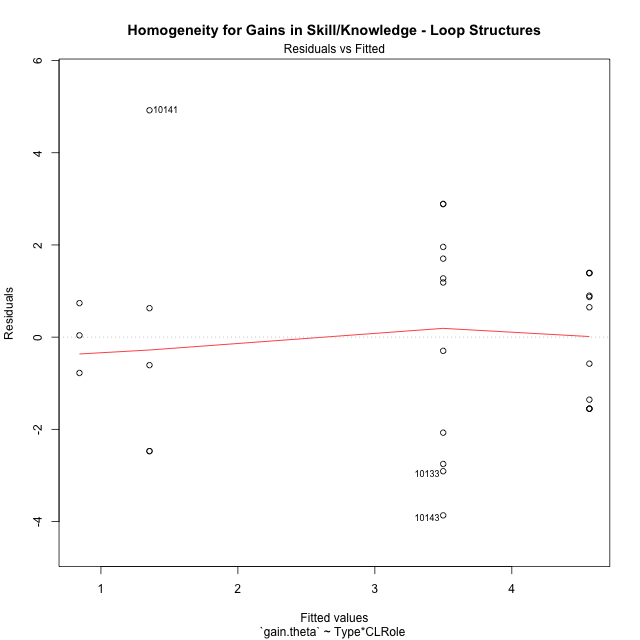 Homogeneity for Gains in Skill/Knowledge - Loop Structures
Residuals vs Fitted
6
4
2
0
-2
-4
Residuals
10141
10133
10143
1
2
3
4
Fitted values
`gain.theta` ~ Type*CLRole